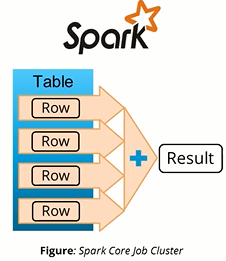 Spark
Table
Row
Row
Row
Row
+
Result
Figure: Spark Core Job Cluster